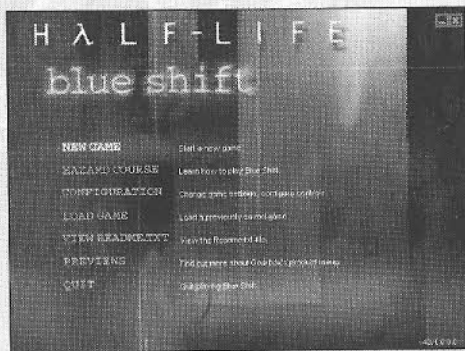 HλLF-LIFE
blue shift
NEW GAME Start a new game.
HAZARD COURSE Learn how to play Blue Shift.
CONFIGURATION Change game settings, configure controls.
LOAD GAME Load a previously saved game.
VIEW README.TXT View the Readme.txt file.
PREVIEWS Find out more about Gearbox's product lineup.
QUIT Quit playing Blue Shift.